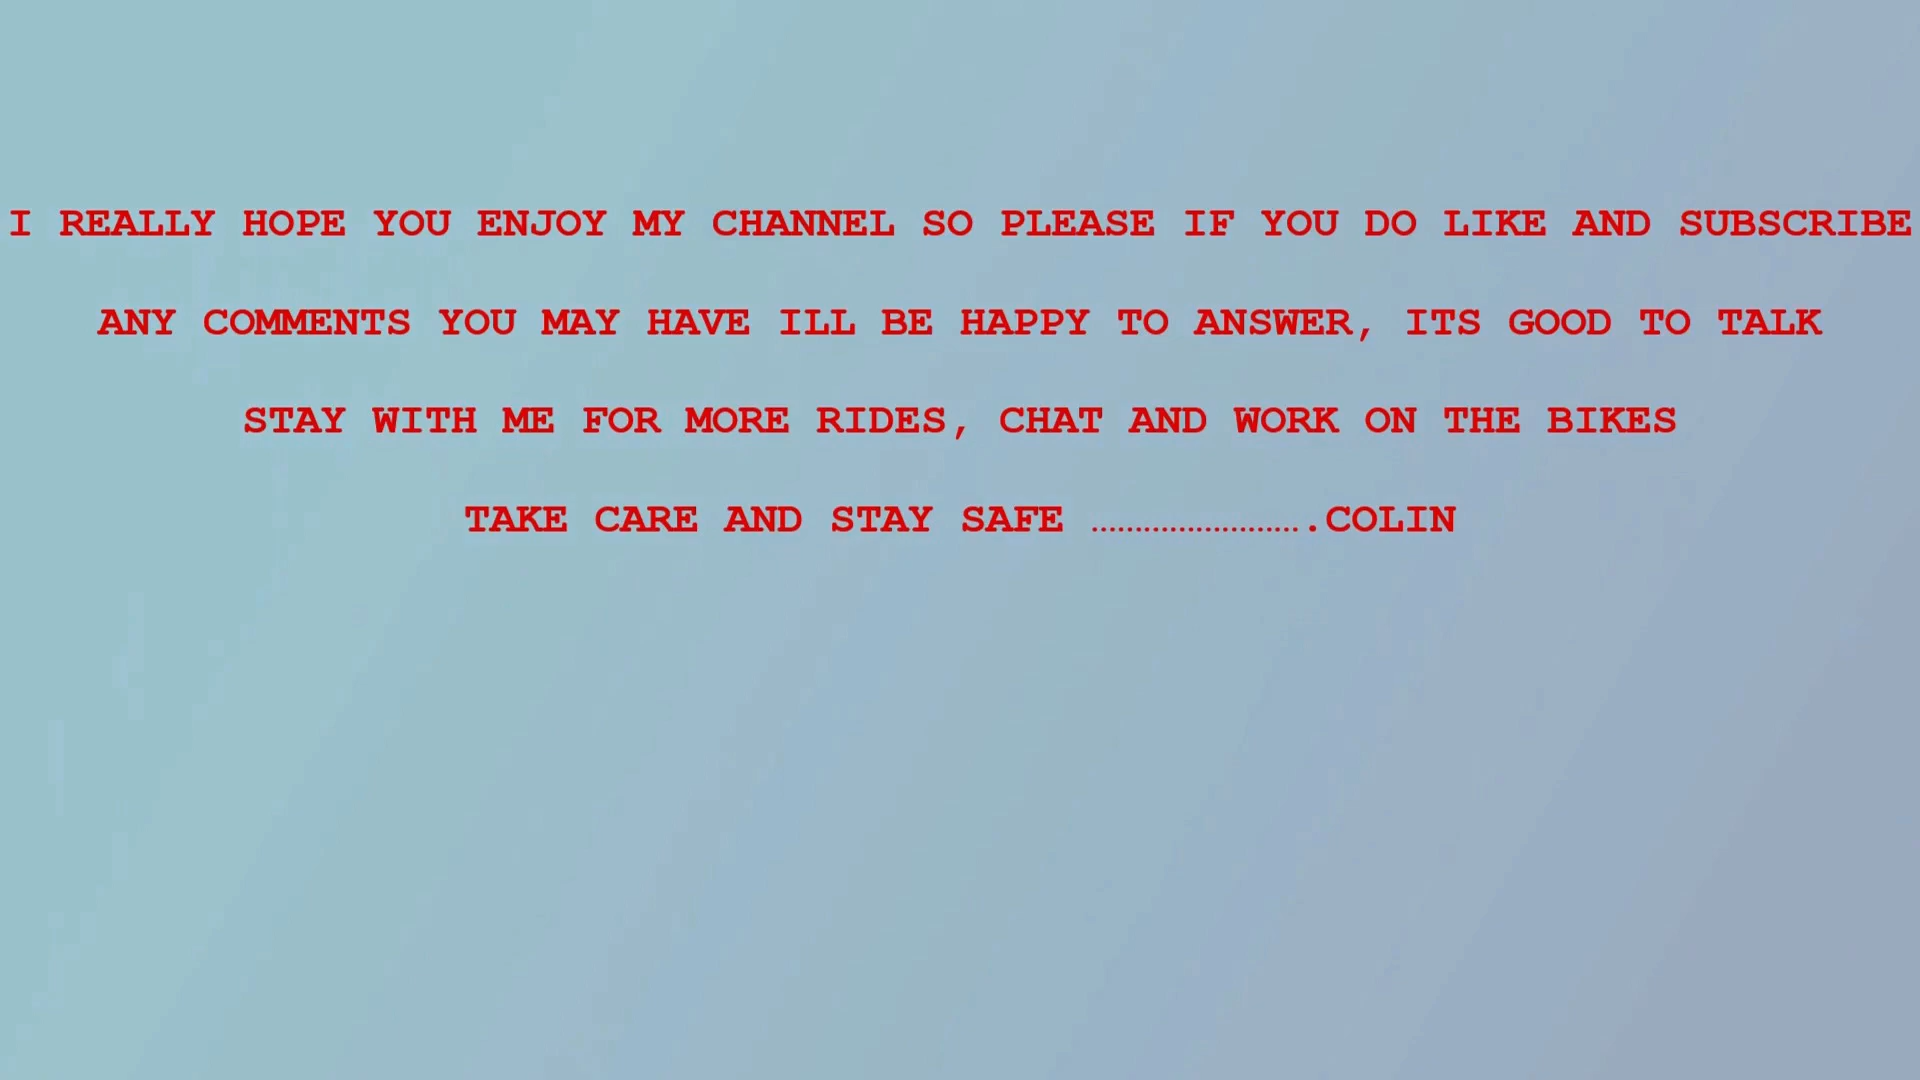 I REALLY HOPE YOU ENJOY MY CHANNEL SO PLEASE IF YOU DO LIKE AND SUBSCRIBE
ANY COMMENTS YOU MAY HAVE ILL BE HAPPY TO ANSWER, ITS GOOD TO TALK
STAY WITH ME FOR MORE RIDES, CHAT AND WORK ON THE BIKES
TAKE CARE AND STAY SAFE …………………….COLIN